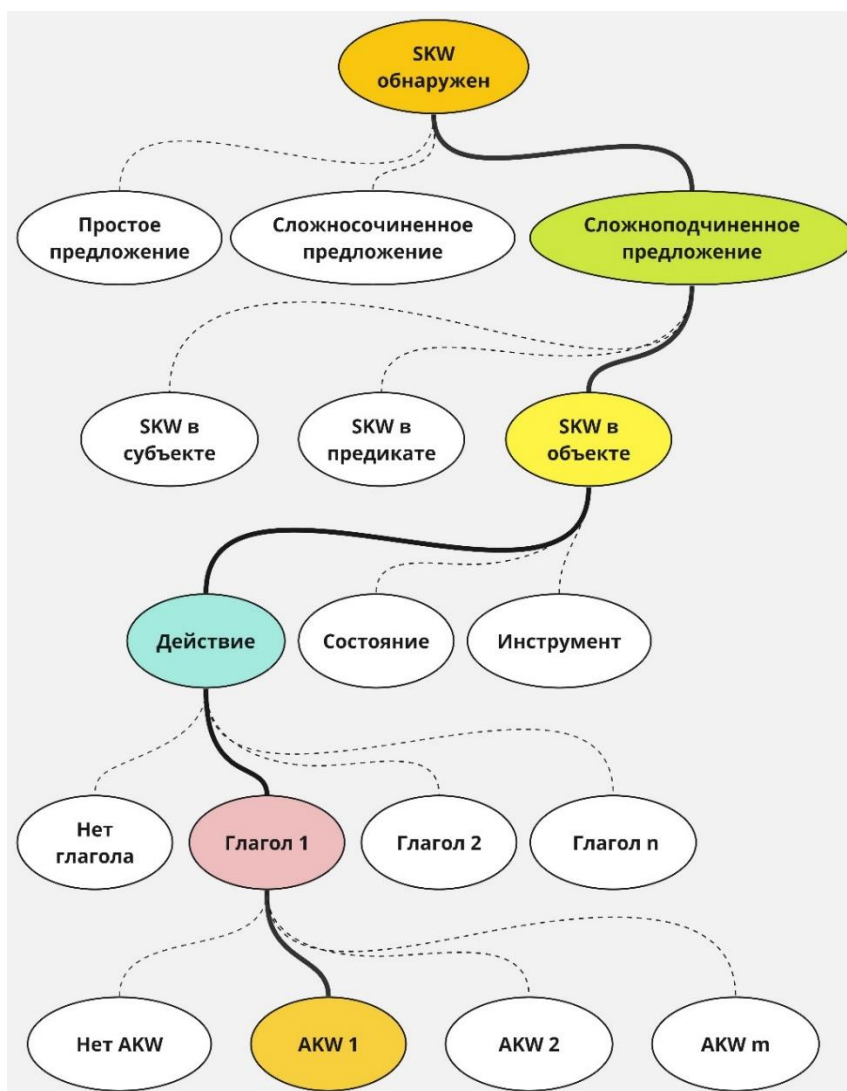 SKW
обнаружен
Простое
предложение
Сложносочиненное
предложение
Сложноподчиненное
предложение
SKW в
субъекте
SKW в
предикате
SKW в
объекте
Действие
Состояние
Инструмент
Нет
глагола
Глагол 1
Глагол 2
Глагол n
Нет AKW
AKW 1
AKW 2
AKW m